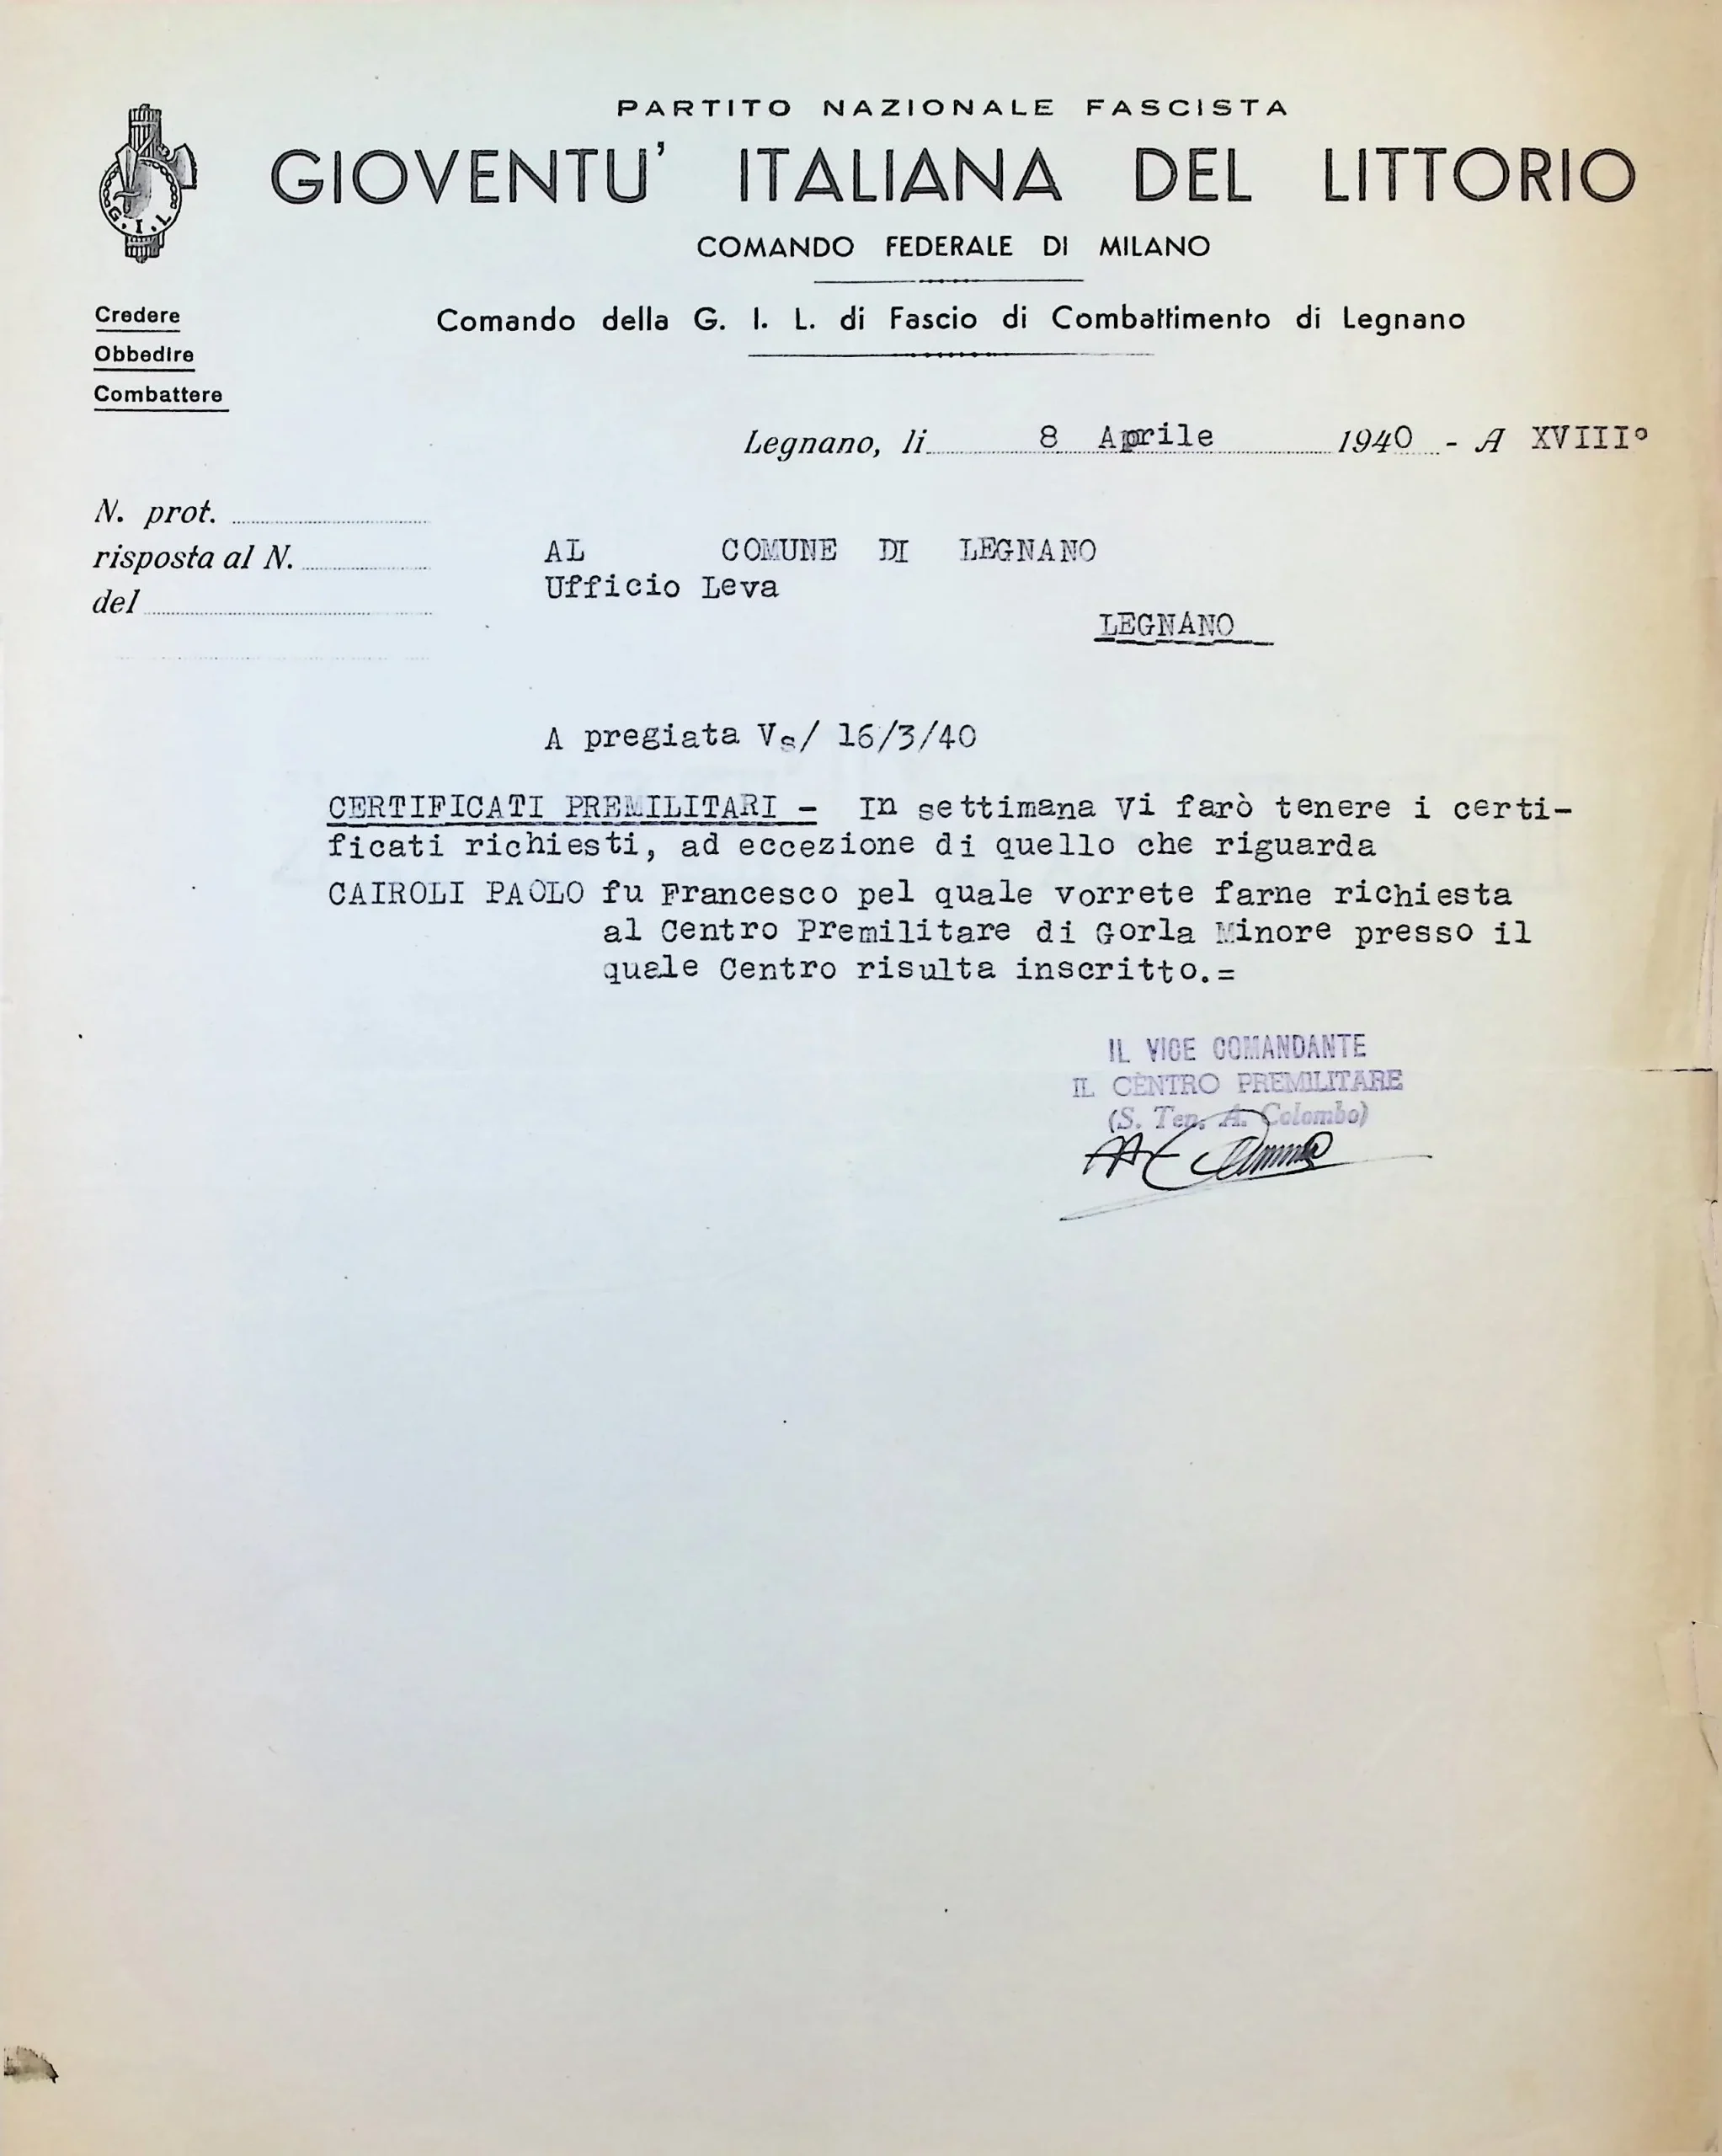 PARTITO NAZIONALE FASCISTA
GIOVENTU' ITALIANA DEL LITTORIO
COMANDO FEDERALE DI MILANO
G. I. L.
Credere
Obbedire
Combattere
Comando della G. I. L. di Fascio di Combattimento di Legnano
Legnano, li 8 Aprile 1940 - A XVIII°
N. prot.
risposta al N.
del
AL COMUNE DI LEGNANO
Ufficio Leva
LEGNANO
A pregiata Vs/ 16/3/40
CERTIFICATI PREMILITARI - In settimana Vi farò tenere i certi-
ficati richiesti, ad eccezione di quello che riguarda
CAIROLI PAOLO fu Francesco pel quale vorrete farne richiesta
al Centro Premilitare di Gorla Minore presso il
quale Centro risulta inscritto.=
IL VICE COMANDANTE
IL CENTRO PREMILITARE
(S. Ten. A. Colombo)